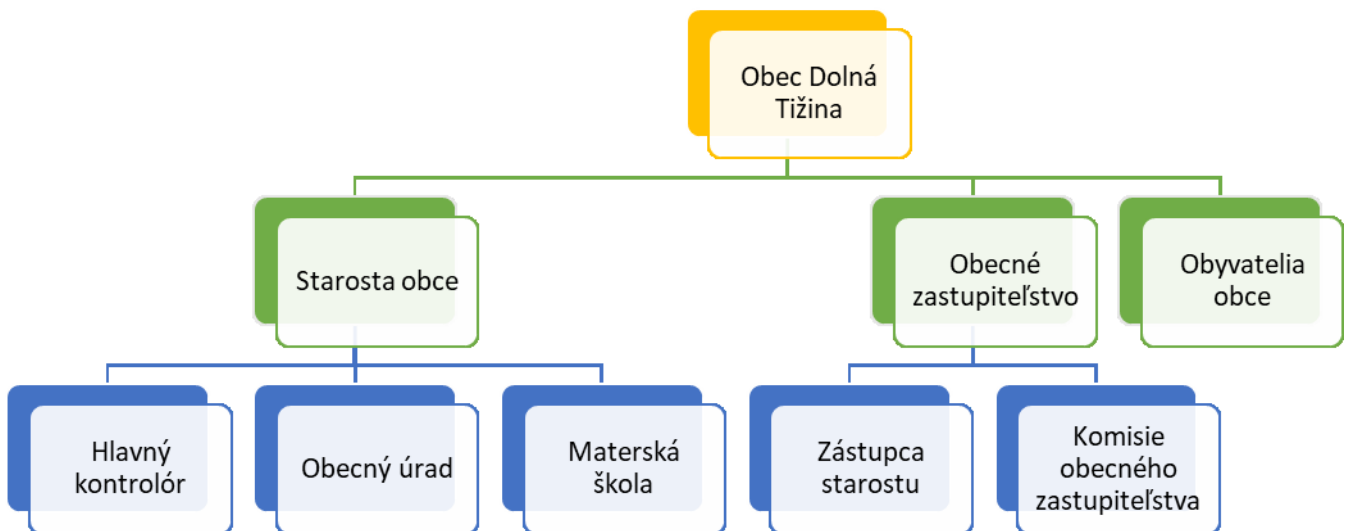 Obec Dolná
Tižina
Starosta obce
Obecné
zastupiteľstvo
Obyvatelia
obce
Hlavný
kontrolór
Obecný úrad
Materská
škola
Zástupca
starostu
Komisie
obecného
zastupiteľstva